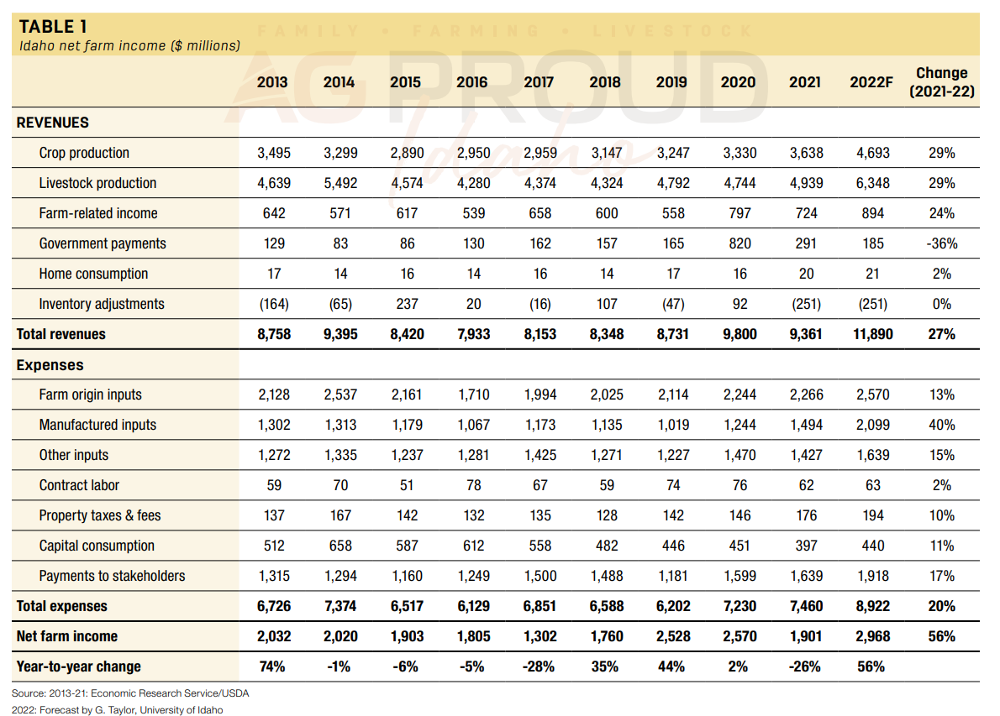 TABLE 1
FAMILY • FARMING • LIVESTOCK
Idaho net farm income ($ millions)
AG PROUD
Idaho
2013 2014 2015 2016 2017 2018 2019 2020 2021 2022F Change (2021-22)
REVENUES
Crop production 3,495 3,299 2,890 2,950 2,959 3,147 3,247 3,330 3,638 4,693 29%
Livestock production 4,639 5,492 4,574 4,280 4,374 4,324 4,792 4,744 4,939 6,348 29%
Farm-related income 642 571 617 539 658 600 558 797 724 894 24%
Government payments 129 83 86 130 162 157 165 820 291 185 -36%
Home consumption 17 14 16 14 16 14 17 16 20 21 2%
Inventory adjustments (164) (65) 237 20 (16) 107 (47) 92 (251) (251) 0%
Total revenues 8,758 9,395 8,420 7,933 8,153 8,348 8,731 9,800 9,361 11,890 27%
Expenses
Farm origin inputs 2,128 2,537 2,161 1,710 1,994 2,025 2,114 2,244 2,266 2,570 13%
Manufactured inputs 1,302 1,313 1,179 1,067 1,173 1,135 1,019 1,244 1,494 2,099 40%
Other inputs 1,272 1,335 1,237 1,281 1,425 1,271 1,227 1,470 1,427 1,639 15%
Contract labor 59 70 51 78 67 59 74 76 62 63 2%
Property taxes & fees 137 167 142 132 135 128 142 146 176 194 10%
Capital consumption 512 658 587 612 558 482 446 451 397 440 11%
Payments to stakeholders 1,315 1,294 1,160 1,249 1,500 1,488 1,181 1,599 1,639 1,918 17%
Total expenses 6,726 7,374 6,517 6,129 6,851 6,588 6,202 7,230 7,460 8,922 20%
Net farm income 2,032 2,020 1,903 1,805 1,302 1,760 2,528 2,570 1,901 2,968 56%
Year-to-year change 74% -1% -6% -5% -28% 35% 44% 2% -26% 56%
Source: 2013-21: Economic Research Service/USDA
2022: Forecast by G. Taylor, University of Idaho